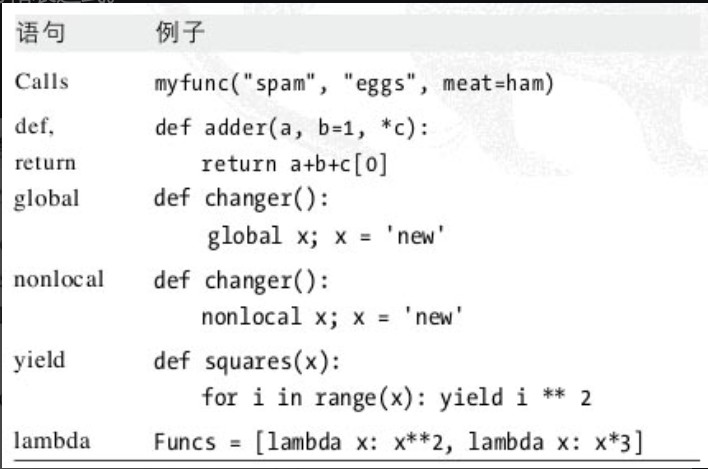 语句 例子
Calls myfunc("spam", "eggs", meat=ham)
def, def adder(a, b=1, *c):
return return a+b+c[0]
global def changer():
global x; x = 'new'
nonlocal def changer():
nonlocal x; x = 'new'
yield def squares(x):
for i in range(x): yield i ** 2
lambda Funcs = [lambda x: x**2, lambda x: x*3]